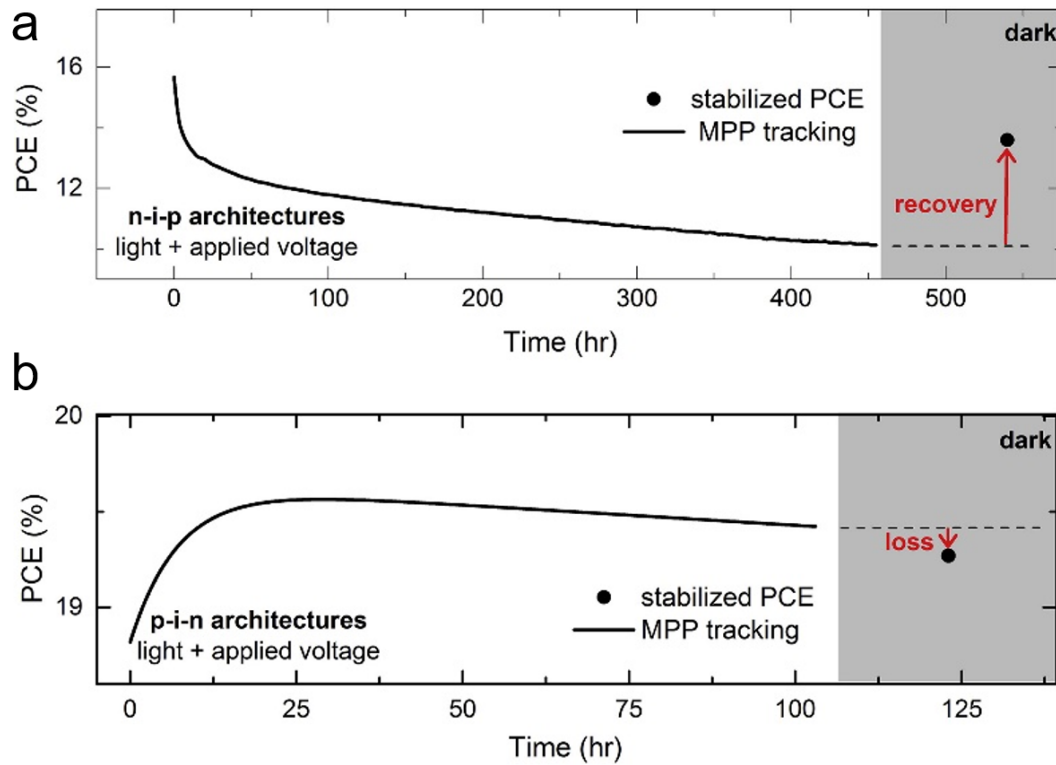 a
dark
16
PCE (%)
stabilized PCE
MPP tracking
12
recovery
n-i-p architectures
light + applied voltage
0 100 200 300 400 500
Time (hr)
b
20
dark
PCE (%)
loss
stabilized PCE
19
MPP tracking
p-i-n architectures
light + applied voltage
0 25 50 75 100 125
Time (hr)